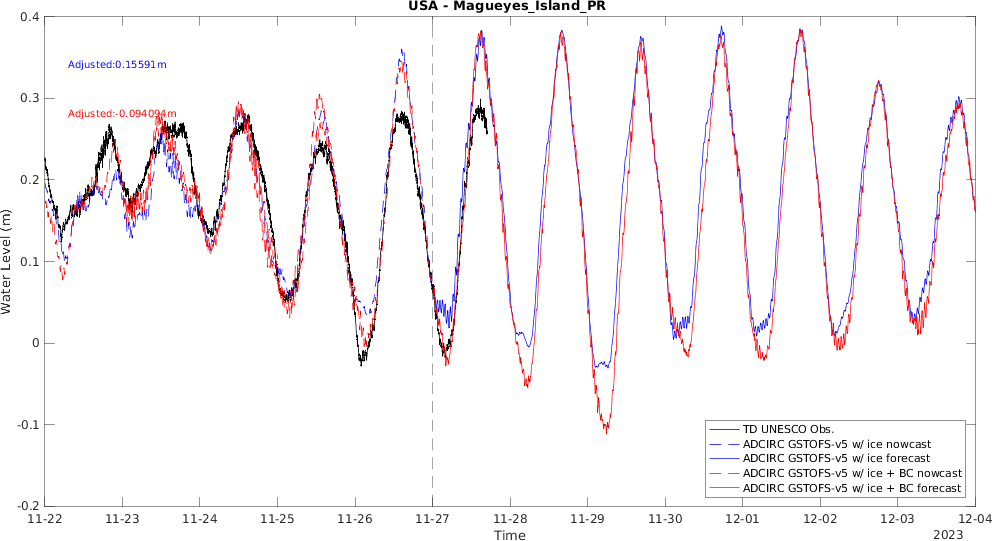 USA - Magueyes_Island_PR
0.4
Adjusted:0.15591m
0.3
Adjusted:-0.094094m
0.2
Water Level (m)
0.1
0
-0.1
TD UNESCO Obs.
ADCIRC GSTOFS-v5 w/ ice nowcast
ADCIRC GSTOFS-v5 w/ ice forecast
ADCIRC GSTOFS-v5 w/ ice + BC nowcast
ADCIRC GSTOFS-v5 w/ ice + BC forecast
-0.2
11-22 11-23 11-24 11-25 11-26 11-27 11-28 11-29 11-30 12-01 12-02 12-03 12-04
Time
2023